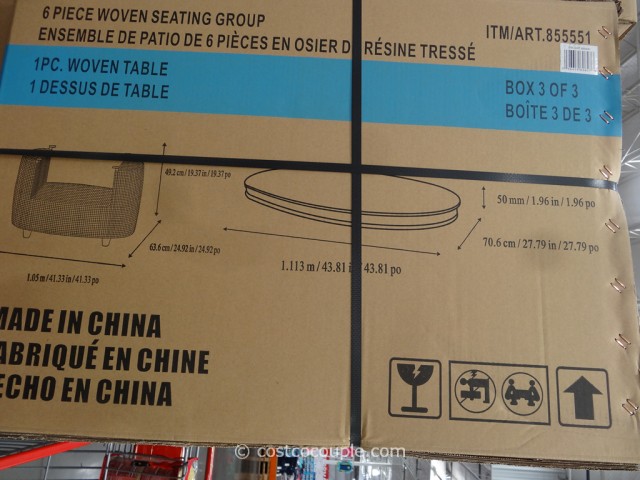 6 PIECE WOVEN SEATING GROUP
ENSEMBLE DE PATIO DE 6 PIÈCES EN OSIER DE RÉSINE TRESSÉ
ITM/ART.855551
1PC. WOVEN TABLE
1 DESSUS DE TABLE
BOX 3 OF 3
BOÎTE 3 DE 3
49.2 cm / 19.37 in / 19.37 po
63.6 cm / 24.92 in / 24.92 po
1.05 m / 41.33 in / 41.33 po
50 mm / 1.96 in / 1.96 po
70.6 cm / 27.79 in / 27.79 po
1.113 m / 43.81 in / 43.81 po
MADE IN CHINA
FABRIQUÉ EN CHINE
HECHO EN CHINA
© costcocouple.com